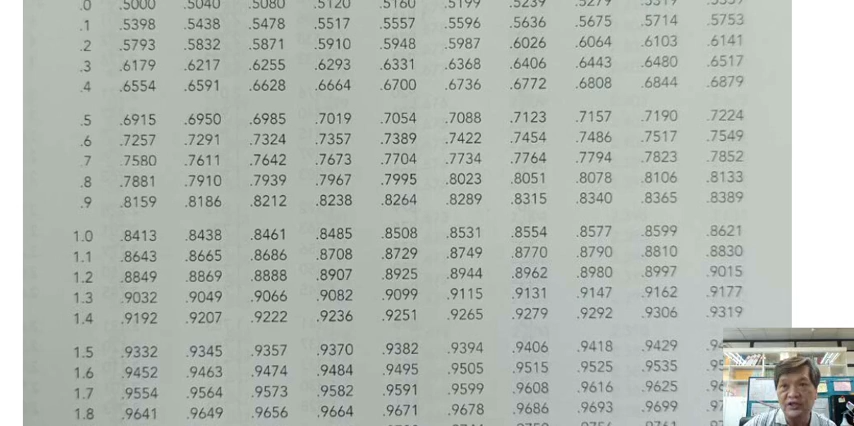 .0 .5000 .5040 .5080 .5120 .5160 .5199 .5239 .5279
.1 .5398 .5438 .5478 .5517 .5557 .5596 .5636 .5675 .5714 .5753
.2 .5793 .5832 .5871 .5910 .5948 .5987 .6026 .6064 .6103 .6141
.3 .6179 .6217 .6255 .6293 .6331 .6368 .6406 .6443 .6480 .6517
.4 .6554 .6591 .6628 .6664 .6700 .6736 .6772 .6808 .6844 .6879
.5 .6915 .6950 .6985 .7019 .7054 .7088 .7123 .7157 .7190 .7224
.6 .7257 .7291 .7324 .7357 .7389 .7422 .7454 .7486 .7517 .7549
.7 .7580 .7611 .7642 .7673 .7704 .7734 .7764 .7794 .7823 .7852
.8 .7881 .7910 .7939 .7967 .7995 .8023 .8051 .8078 .8106 .8133
.9 .8159 .8186 .8212 .8238 .8264 .8289 .8315 .8340 .8365 .8389
1.0 .8413 .8438 .8461 .8485 .8508 .8531 .8554 .8577 .8599 .8621
1.1 .8643 .8665 .8686 .8708 .8729 .8749 .8770 .8790 .8810 .8830
1.2 .8849 .8869 .8888 .8907 .8925 .8944 .8962 .8980 .8997 .9015
1.3 .9032 .9049 .9066 .9082 .9099 .9115 .9131 .9147 .9162 .9177
1.4 .9192 .9207 .9222 .9236 .9251 .9265 .9279 .9292 .9306 .9319
1.5 .9332 .9345 .9357 .9370 .9382 .9394 .9406 .9418 .9429
1.6 .9452 .9463 .9474 .9484 .9495 .9505 .9515 .9525 .9535
1.7 .9554 .9564 .9573 .9582 .9591 .9599 .9608 .9616 .9625
1.8 .9641 .9649 .9656 .9664 .9671 .9678 .9686 .9693 .9699